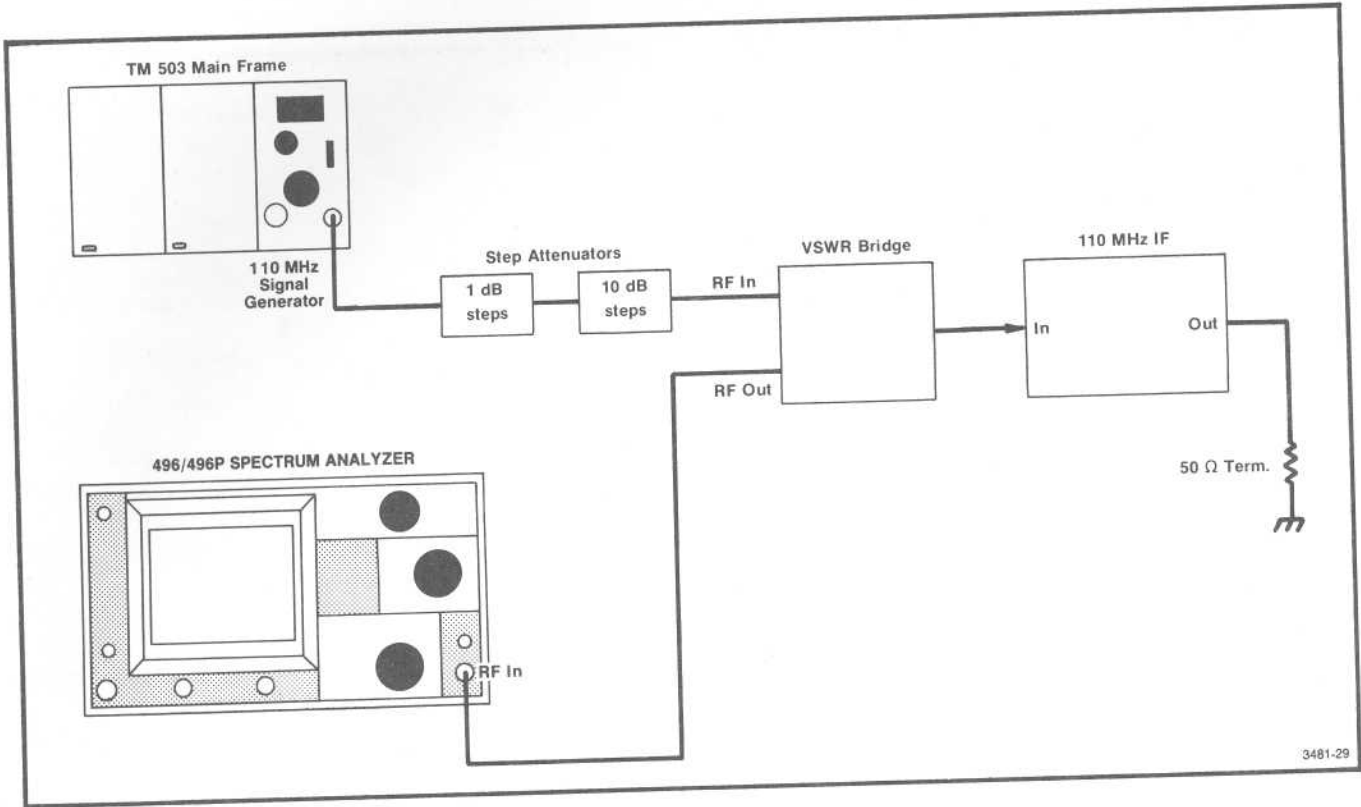 TM 503 Main Frame
110 MHz
Signal
Generator
Step Attenuators
1 dB
steps
10 dB
steps
RF In
VSWR Bridge
RF Out
110 MHz IF
In
Out
50 Ω Term.
496/496P SPECTRUM ANALYZER
RF In
3481-29